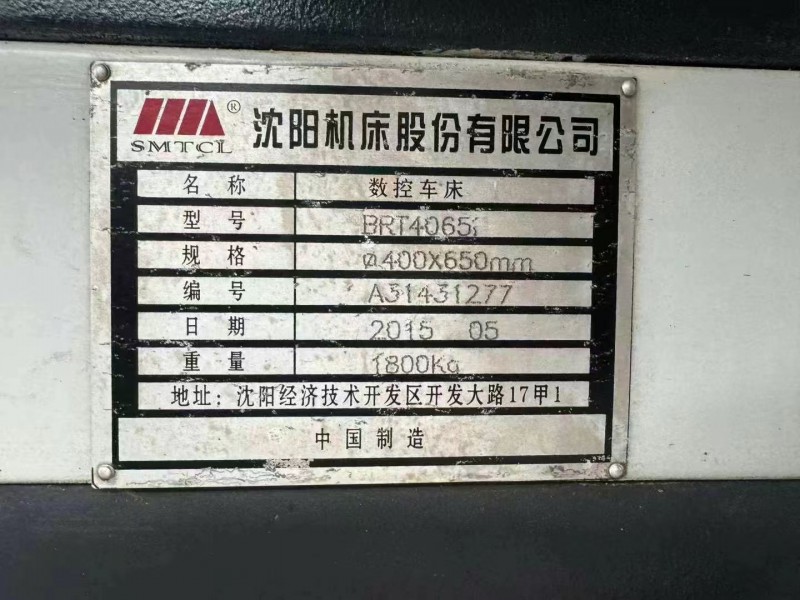 SMTCL ® 沈阳机床股份有限公司
名称 数控车床
型号 BRT4065i
规格 ø400X650mm
编号 A31431277
日期 2015 05
重量 1800Kg
地址：沈阳经济技术开发区开发大路17甲1
中国制造